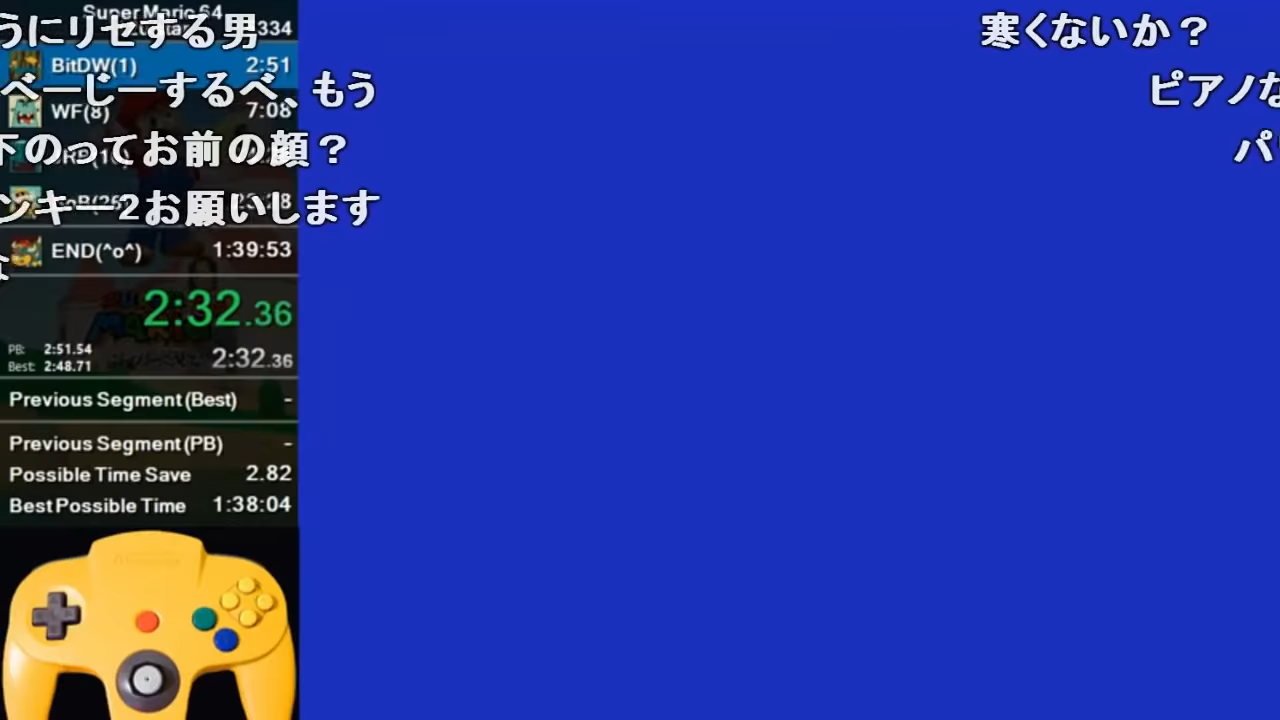 Super Mario 64
334
うにリセする男
寒くないか？
BitDW(1) 2:51
べーじーするべ、もう
ピアノな
WF(8) 7:08
下のってお前の顔？
パ
ンキー2お願いします
な
END(^o^) 1:39:53
2:32.36
PB: 2:51.54
Best: 2:48.71
2:32.36
Previous Segment (Best) -
Previous Segment (PB) -
Possible Time Save 2.82
Best Possible Time 1:38:04